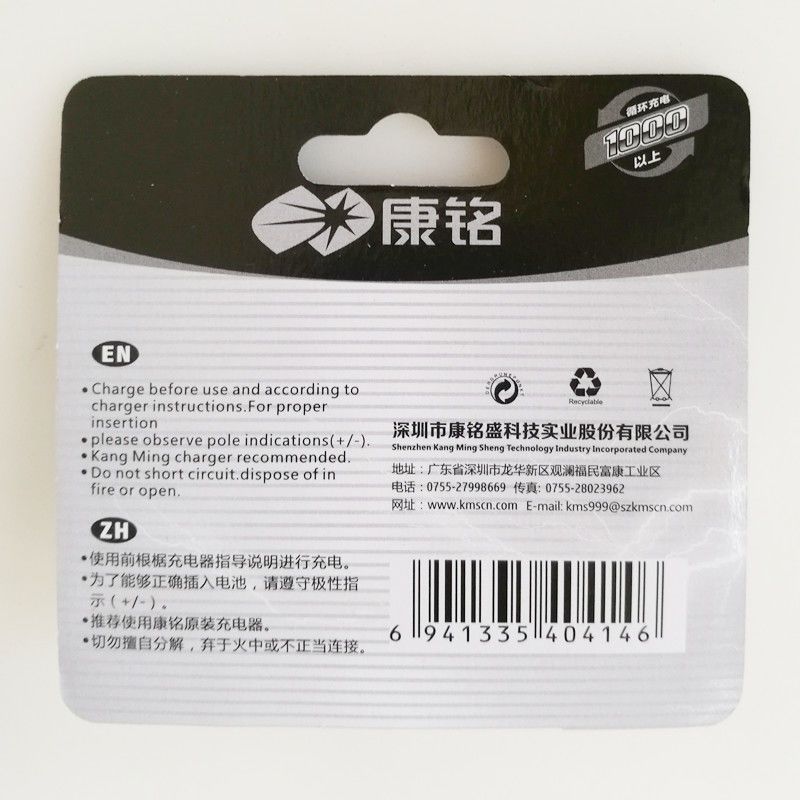 循环充电
1000
以上
康铭
EN
•Charge before use and according to
charger instructions.For proper
insertion
•please observe pole indications(+/-).
•Kang Ming charger recommended.
•Do not short circuit.dispose of in
fire or open.
DER GRÜNE PUNKT
Recyclable
深圳市康铭盛科技实业股份有限公司
Shenzhen Kang Ming Sheng Technology Industry Incorporated Company
地址：广东省深圳市龙华新区观澜福民富康工业区
电话：0755-27998669 传真: 0755-28023962
网址：www.kmscn.com E-mail: kms999@szkmscn.com
ZH
•使用前根椐充电器指导说明进行充电。
•为了能够正确插入电池，请遵守极性指
示（+/-）。
•推荐使用康铭原装充电器。
•切勿擅自分解，弃于火中或不正当连接。
6 941335 404146